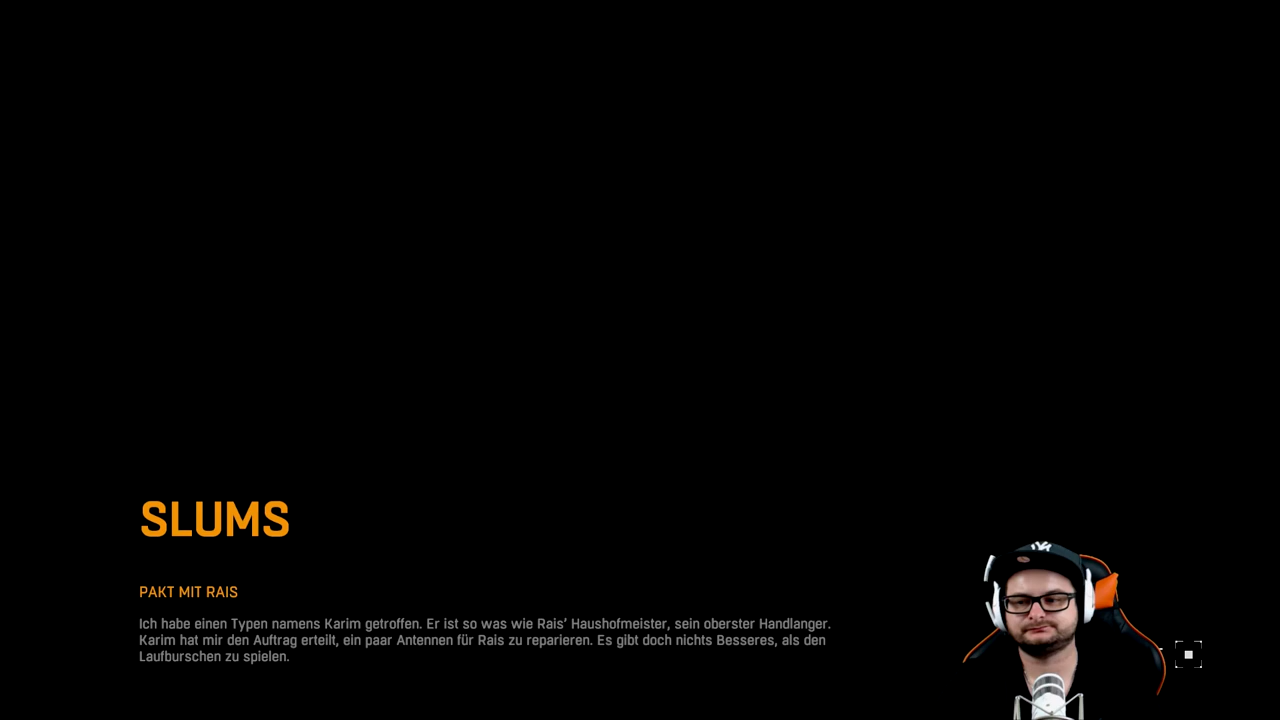 SLUMS
PAKT MIT RAIS
Ich habe einen Typen namens Karim getroffen. Er ist so was wie Rais’ Haushofmeister, sein oberster Handlanger.
Karim hat mir den Auftrag erteilt, ein paar Antennen für Rais zu reparieren. Es gibt doch nichts Besseres, als den
Laufburschen zu spielen.
NY